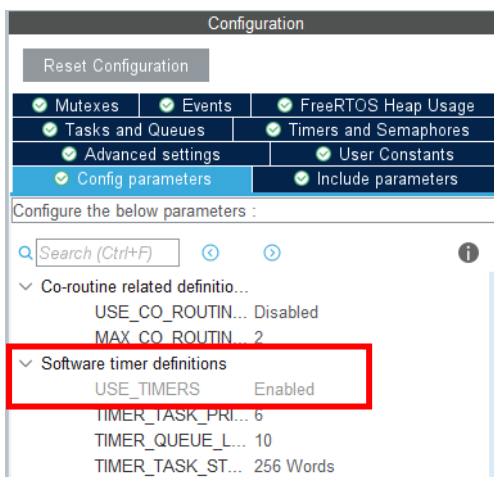 Configuration
Reset Configuration
Mutexes Events FreeRTOS Heap Usage
Tasks and Queues Timers and Semaphores
Advanced settings User Constants
Config parameters Include parameters
Configure the below parameters :
Search (Ctrl+F)
Co-routine related definitio...
USE_CO_ROUTIN... Disabled
MAX_CO_ROUTIN... 2
Software timer definitions
USE_TIMERS Enabled
TIMER_TASK_PRI... 6
TIMER_QUEUE_L... 10
TIMER_TASK_ST... 256 Words